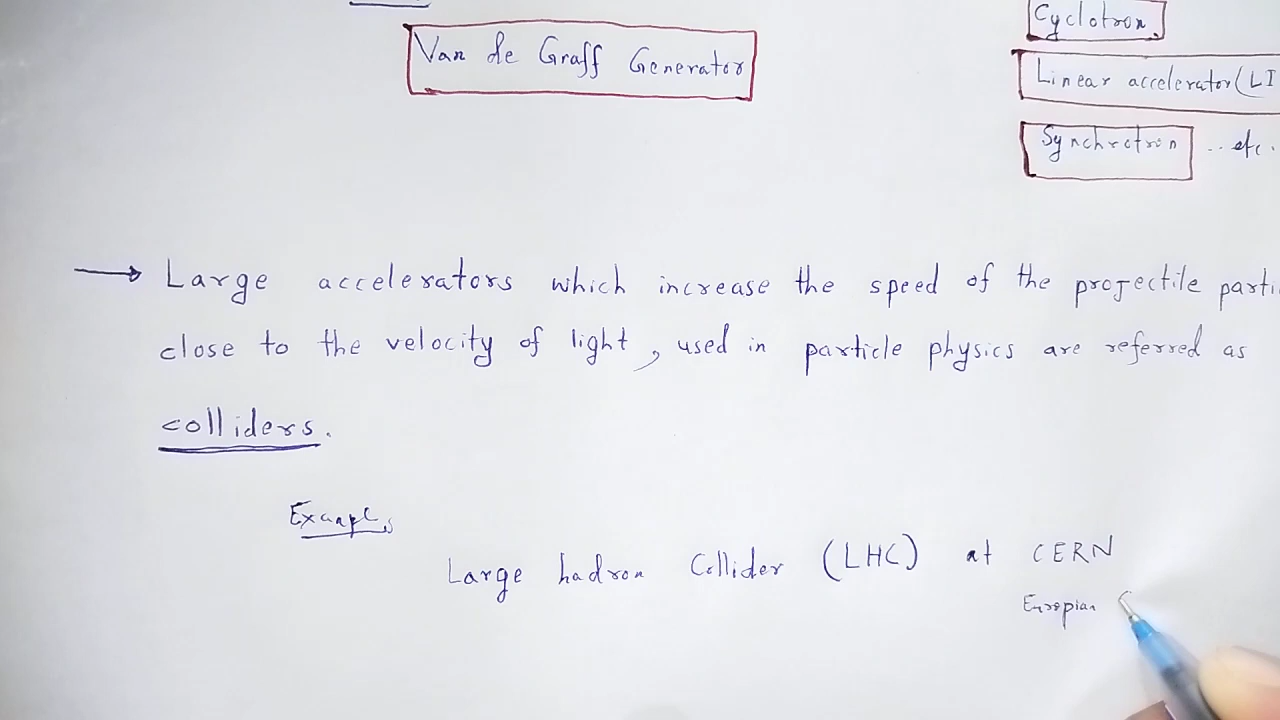 Cyclotron.
Van de Graff Generator
Linear accelerator (LI
Synchrotron ... etc.
Large accelerators which increase the speed of the projectile parti
close to the velocity of light, used in particle physics are referred as
colliders.
Examples
Large hadron Collider (LHC) at CERN
Europian